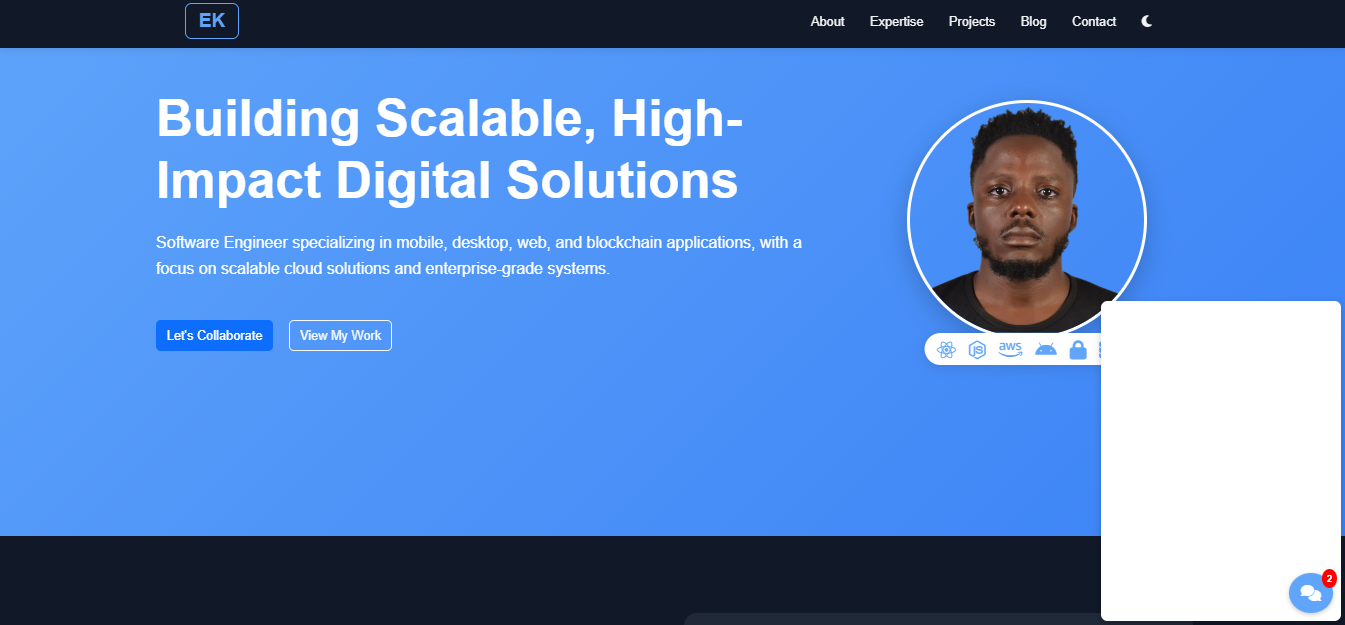 EK
About Expertise Projects Blog Contact
Building Scalable, High-
Impact Digital Solutions
Software Engineer specializing in mobile, desktop, web, and blockchain applications, with a
focus on scalable cloud solutions and enterprise-grade systems.
Let's Collaborate View My Work
JS aws
2